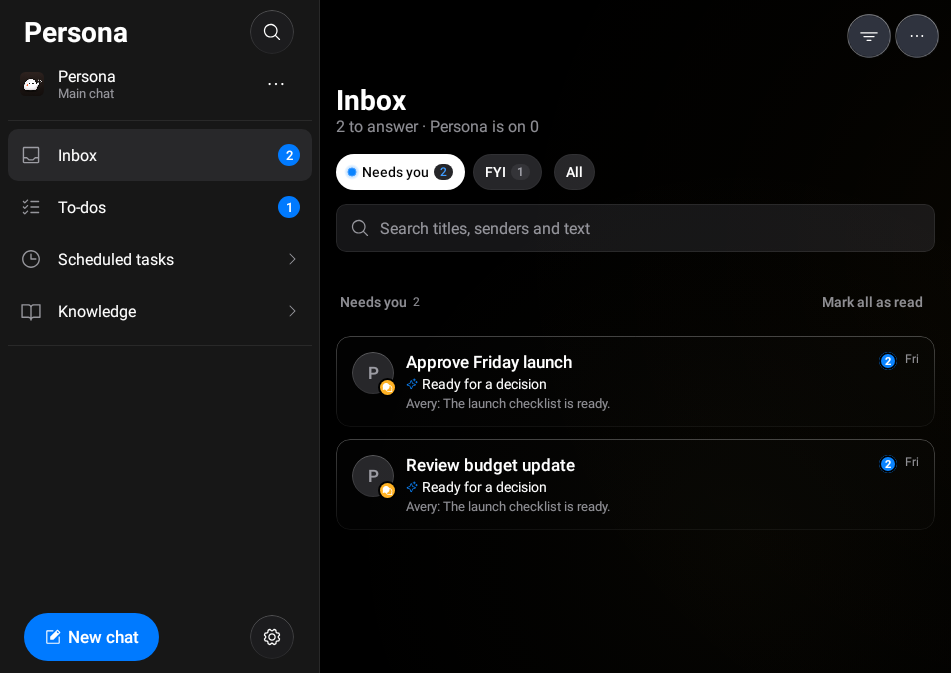 Persona
Persona
Main chat
Inbox 2
To-dos 1
Scheduled tasks
Knowledge
New chat
Inbox
2 to answer · Persona is on 0
Needs you 2 FYI 1 All
Search titles, senders and text
Needs you 2 Mark all as read
P Approve Friday launch 2 Fri
Ready for a decision
Avery: The launch checklist is ready.
P Review budget update 2 Fri
Ready for a decision
Avery: The launch checklist is ready.